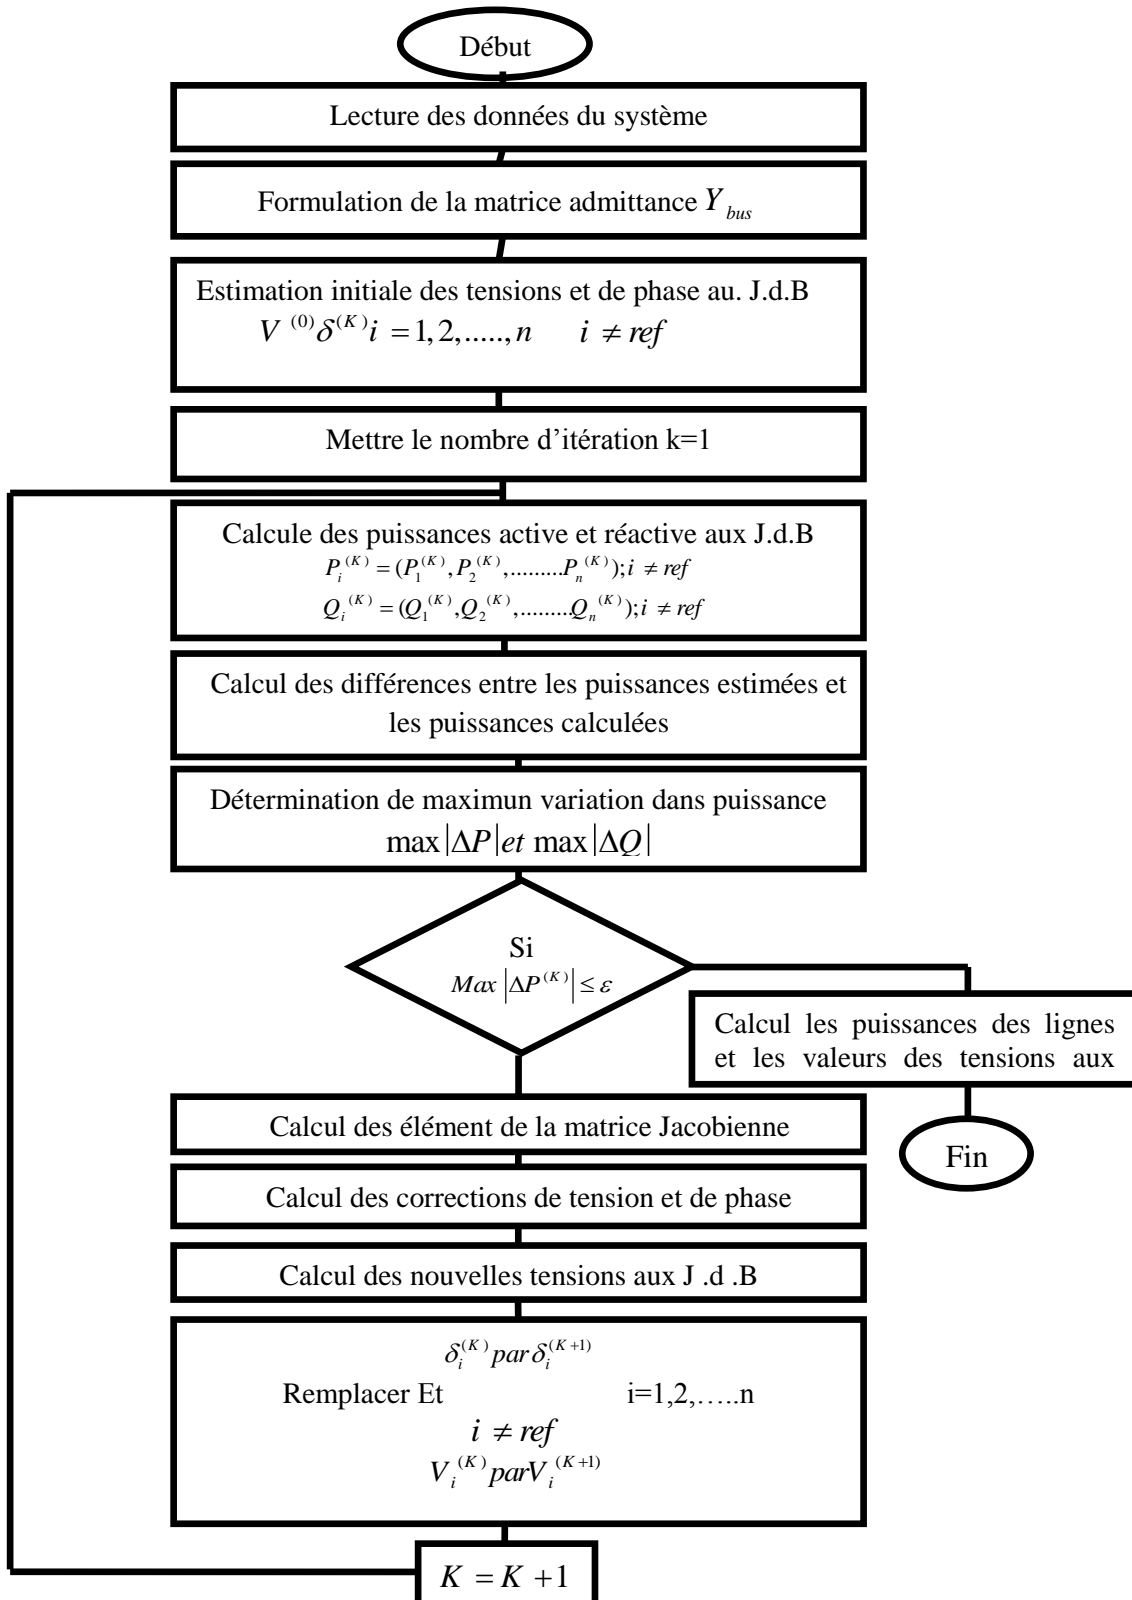 Début
Lecture des données du système
Formulation de la matrice admittance Y_bus
Estimation initiale des tensions et de phase au. J.d.B
V ^(0) δ^(K) i = 1, 2, ....., n i ≠ ref
Mettre le nombre d’itération k=1
Calcule des puissances active et réactive aux J.d.B
P_i^(K) = (P_1^(K), P_2^(K), .........P_n^(K)); i ≠ ref
Q_i^(K) = (Q_1^(K), Q_2^(K), .........Q_n^(K)); i ≠ ref
Calcul des différences entre les puissances estimées et
les puissances calculées
Détermination de maximun variation dans puissance
max |ΔP| et max |ΔQ|
Si
Max |ΔP^(K)| ≤ ε
Calcul les puissances des lignes
et les valeurs des tensions aux
Fin
Calcul des élément de la matrice Jacobienne
Calcul des corrections de tension et de phase
Calcul des nouvelles tensions aux J .d .B
δ_i^(K) par δ_i^(K+1)
Remplacer Et i=1,2,…..n
i ≠ ref
V_i^(K) par V_i^(K+1)
K = K + 1